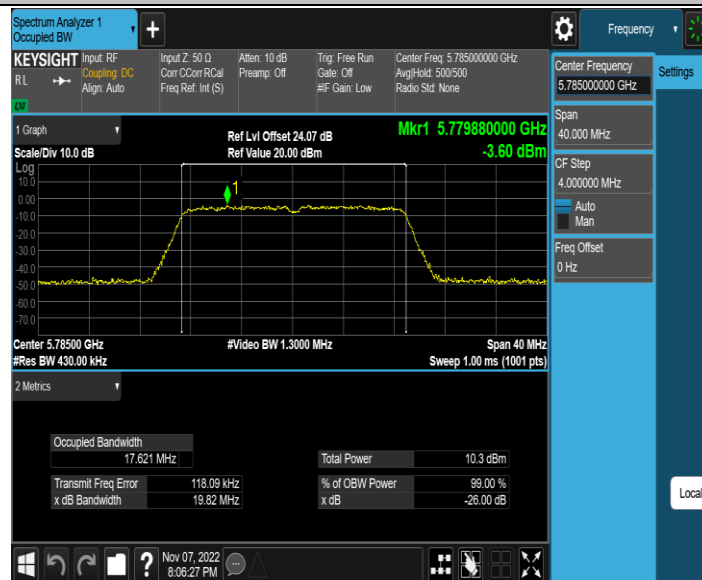 Spectrum Analyzer 1
Occupied BW
+
Frequency
KEYSIGHT
RL
Input: RF
Coupling: DC
Align: Auto
Input Z: 50 Ω
Corr CCorr RCal
Freq Ref: Int (S)
Atten: 10 dB
Preamp: Off
Trig: Free Run
Gate: Off
#IF Gain: Low
Center Freq: 5.785000000 GHz
Avg|Hold: 500/500
Radio Std: None
Center Frequency
5.785000000 GHz
Settings
Span
40.000 MHz
CF Step
4.000000 MHz
Auto
Man
Freq Offset
0 Hz
Local
1 Graph
Scale/Div 10.0 dB
Ref Lvl Offset 24.07 dB
Ref Value 20.00 dBm
Mkr1 5.779880000 GHz
-3.60 dBm
Log
10.0
0.00
-10.0
-20.0
-30.0
-40.0
-50.0
-60.0
-70.0
1
Center 5.78500 GHz
#Video BW 1.3000 MHz
Span 40 MHz
#Res BW 430.00 kHz
Sweep 1.00 ms (1001 pts)
2 Metrics
Occupied Bandwidth
17.621 MHz
Total Power 10.3 dBm
Transmit Freq Error 118.09 kHz
% of OBW Power 99.00 %
x dB Bandwidth 19.82 MHz
x dB -26.00 dB
?
Nov 07, 2022
8:06:27 PM